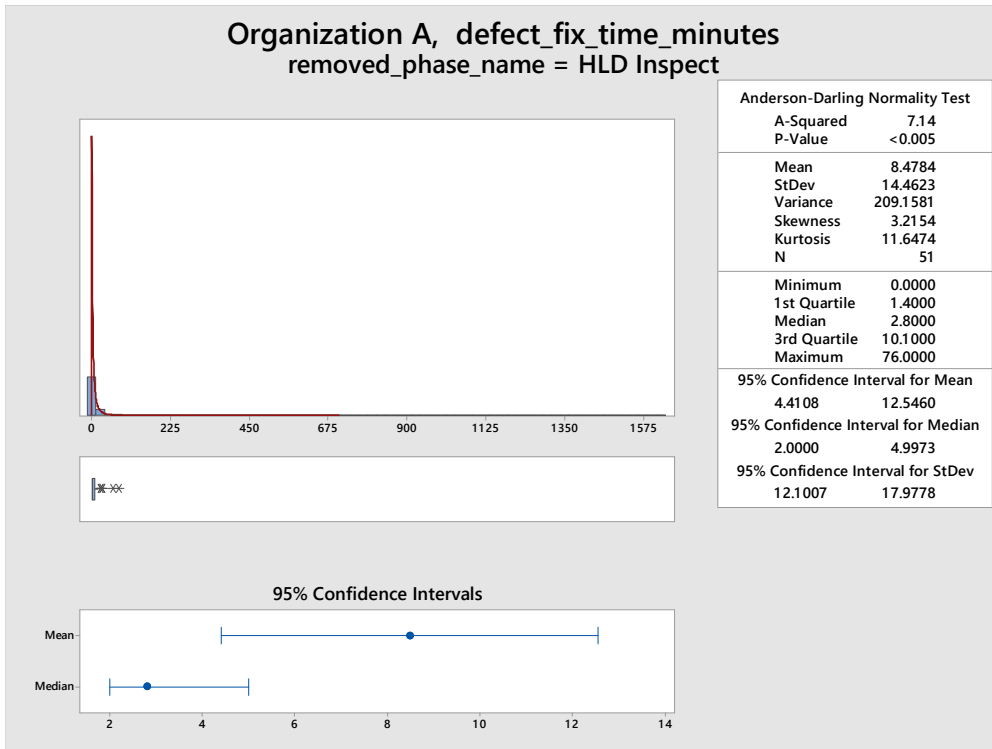 Organization A,  defect_fix_time_minutes
removed_phase_name = HLD Inspect
0 225 450 675 900 1125 1350 1575
95% Confidence Intervals
Mean
Median
2 4 6 8 10 12 14
Anderson-Darling Normality Test
A-Squared 7.14
P-Value <0.005
Mean 8.4784
StDev 14.4623
Variance 209.1581
Skewness 3.2154
Kurtosis 11.6474
N 51
Minimum 0.0000
1st Quartile 1.4000
Median 2.8000
3rd Quartile 10.1000
Maximum 76.0000
95% Confidence Interval for Mean
4.4108 12.5460
95% Confidence Interval for Median
2.0000 4.9973
95% Confidence Interval for StDev
12.1007 17.9778